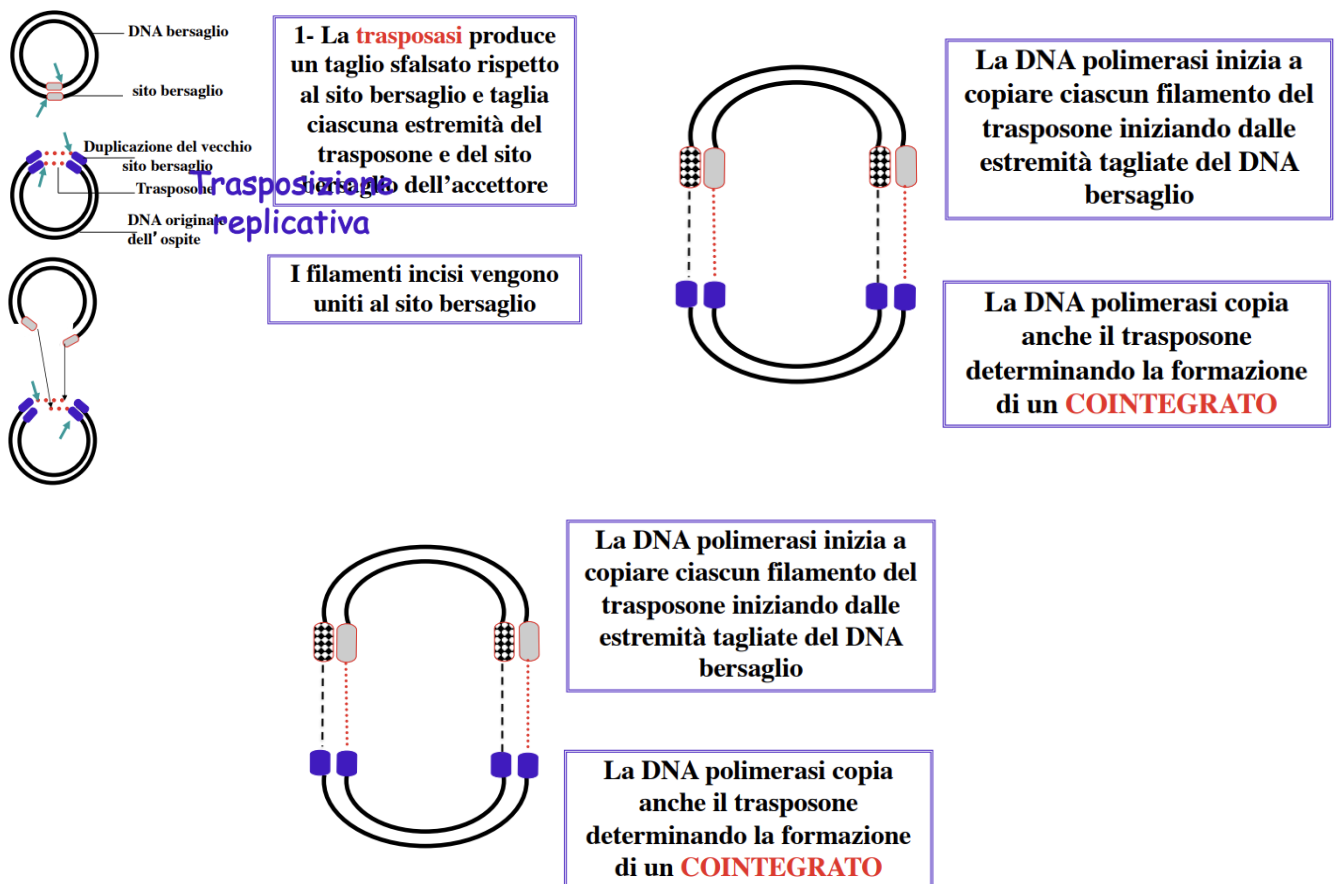 DNA bersaglio
sito bersaglio
Duplicazione del vecchio
sito bersaglio
Trasposone
DNA originale
dell'ospite
1- La trasposasi produce
un taglio sfalsato rispetto
al sito bersaglio e taglia
ciascuna estremità del
trasposone e del sito
bersaglio dell'accettore
Trasposizione
replicativa
I filamenti incisi vengono
uniti al sito bersaglio
La DNA polimerasi inizia a
copiare ciascun filamento del
trasposone iniziando dalle
estremità tagliate del DNA
bersaglio
La DNA polimerasi copia
anche il trasposone
determinando la formazione
di un COINTEGRATO
La DNA polimerasi inizia a
copiare ciascun filamento del
trasposone iniziando dalle
estremità tagliate del DNA
bersaglio
La DNA polimerasi copia
anche il trasposone
determinando la formazione
di un COINTEGRATO